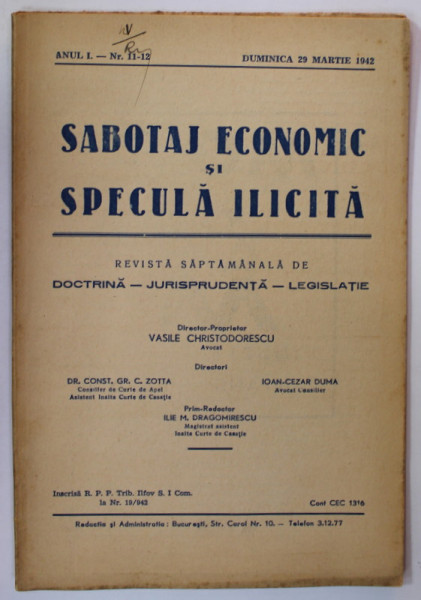 ANUL I. — Nr. 11-12
DUMINICA 29 MARTIE 1942
SABOTAJ ECONOMIC
ȘI
SPECULĂ ILICITĂ
REVISTĂ SĂPTĂMÂNALĂ DE
DOCTRINĂ — JURISPRUDENȚĂ — LEGISLAȚIE
Director-Proprietar
VASILE CHRISTODORESCU
Avocat
Directori
DR. CONST. GR. C. ZOTTA
Consilier de Curte de Apel
Asistent Inalta Curte de Casație
IOAN-CEZAR DUMA
Avocat Consilier
Prim-Redactor
ILIE M. DRAGOMIRESCU
Magistrat asistent
Inalta Curte de Casație
Inscrisă R. P. P. Trib. Ilfov S. I Com.
la Nr. 19/942
Cont CEC 1316
Redacție și Administrație : București, Str. Carol Nr. 10. — Telefon 3.12.77